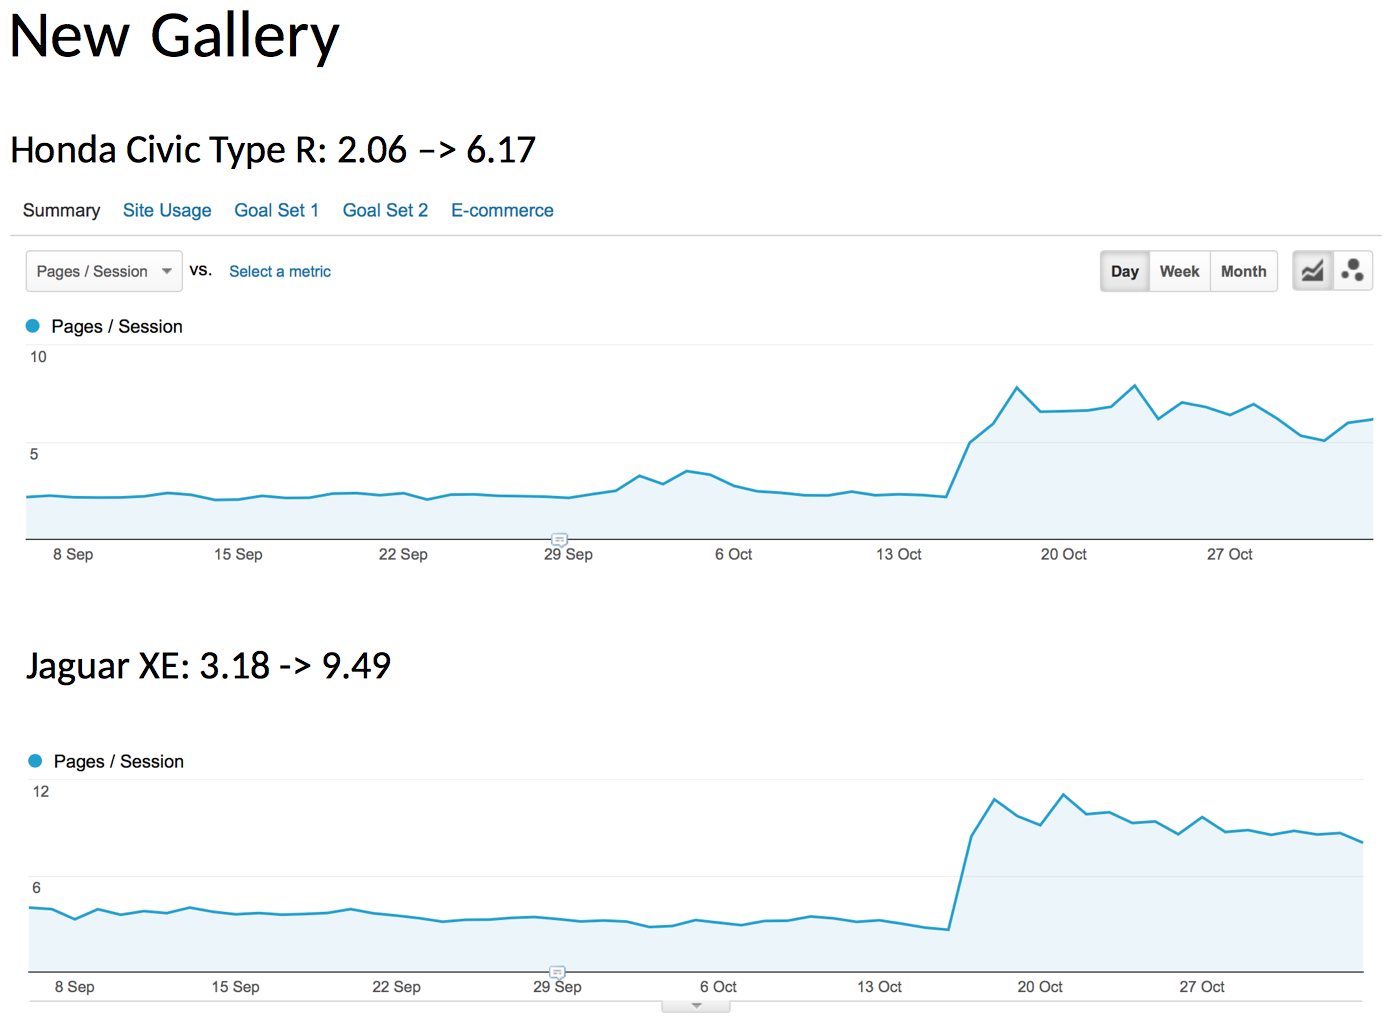 New Gallery
Honda Civic Type R: 2.06 –> 6.17
Summary Site Usage Goal Set 1 Goal Set 2 E-commerce
Pages / Session VS. Select a metric Day Week Month
Pages / Session
10
5
8 Sep 15 Sep 22 Sep 29 Sep 6 Oct 13 Oct 20 Oct 27 Oct
Jaguar XE: 3.18 -> 9.49
Pages / Session
12
6
8 Sep 15 Sep 22 Sep 29 Sep 6 Oct 13 Oct 20 Oct 27 Oct